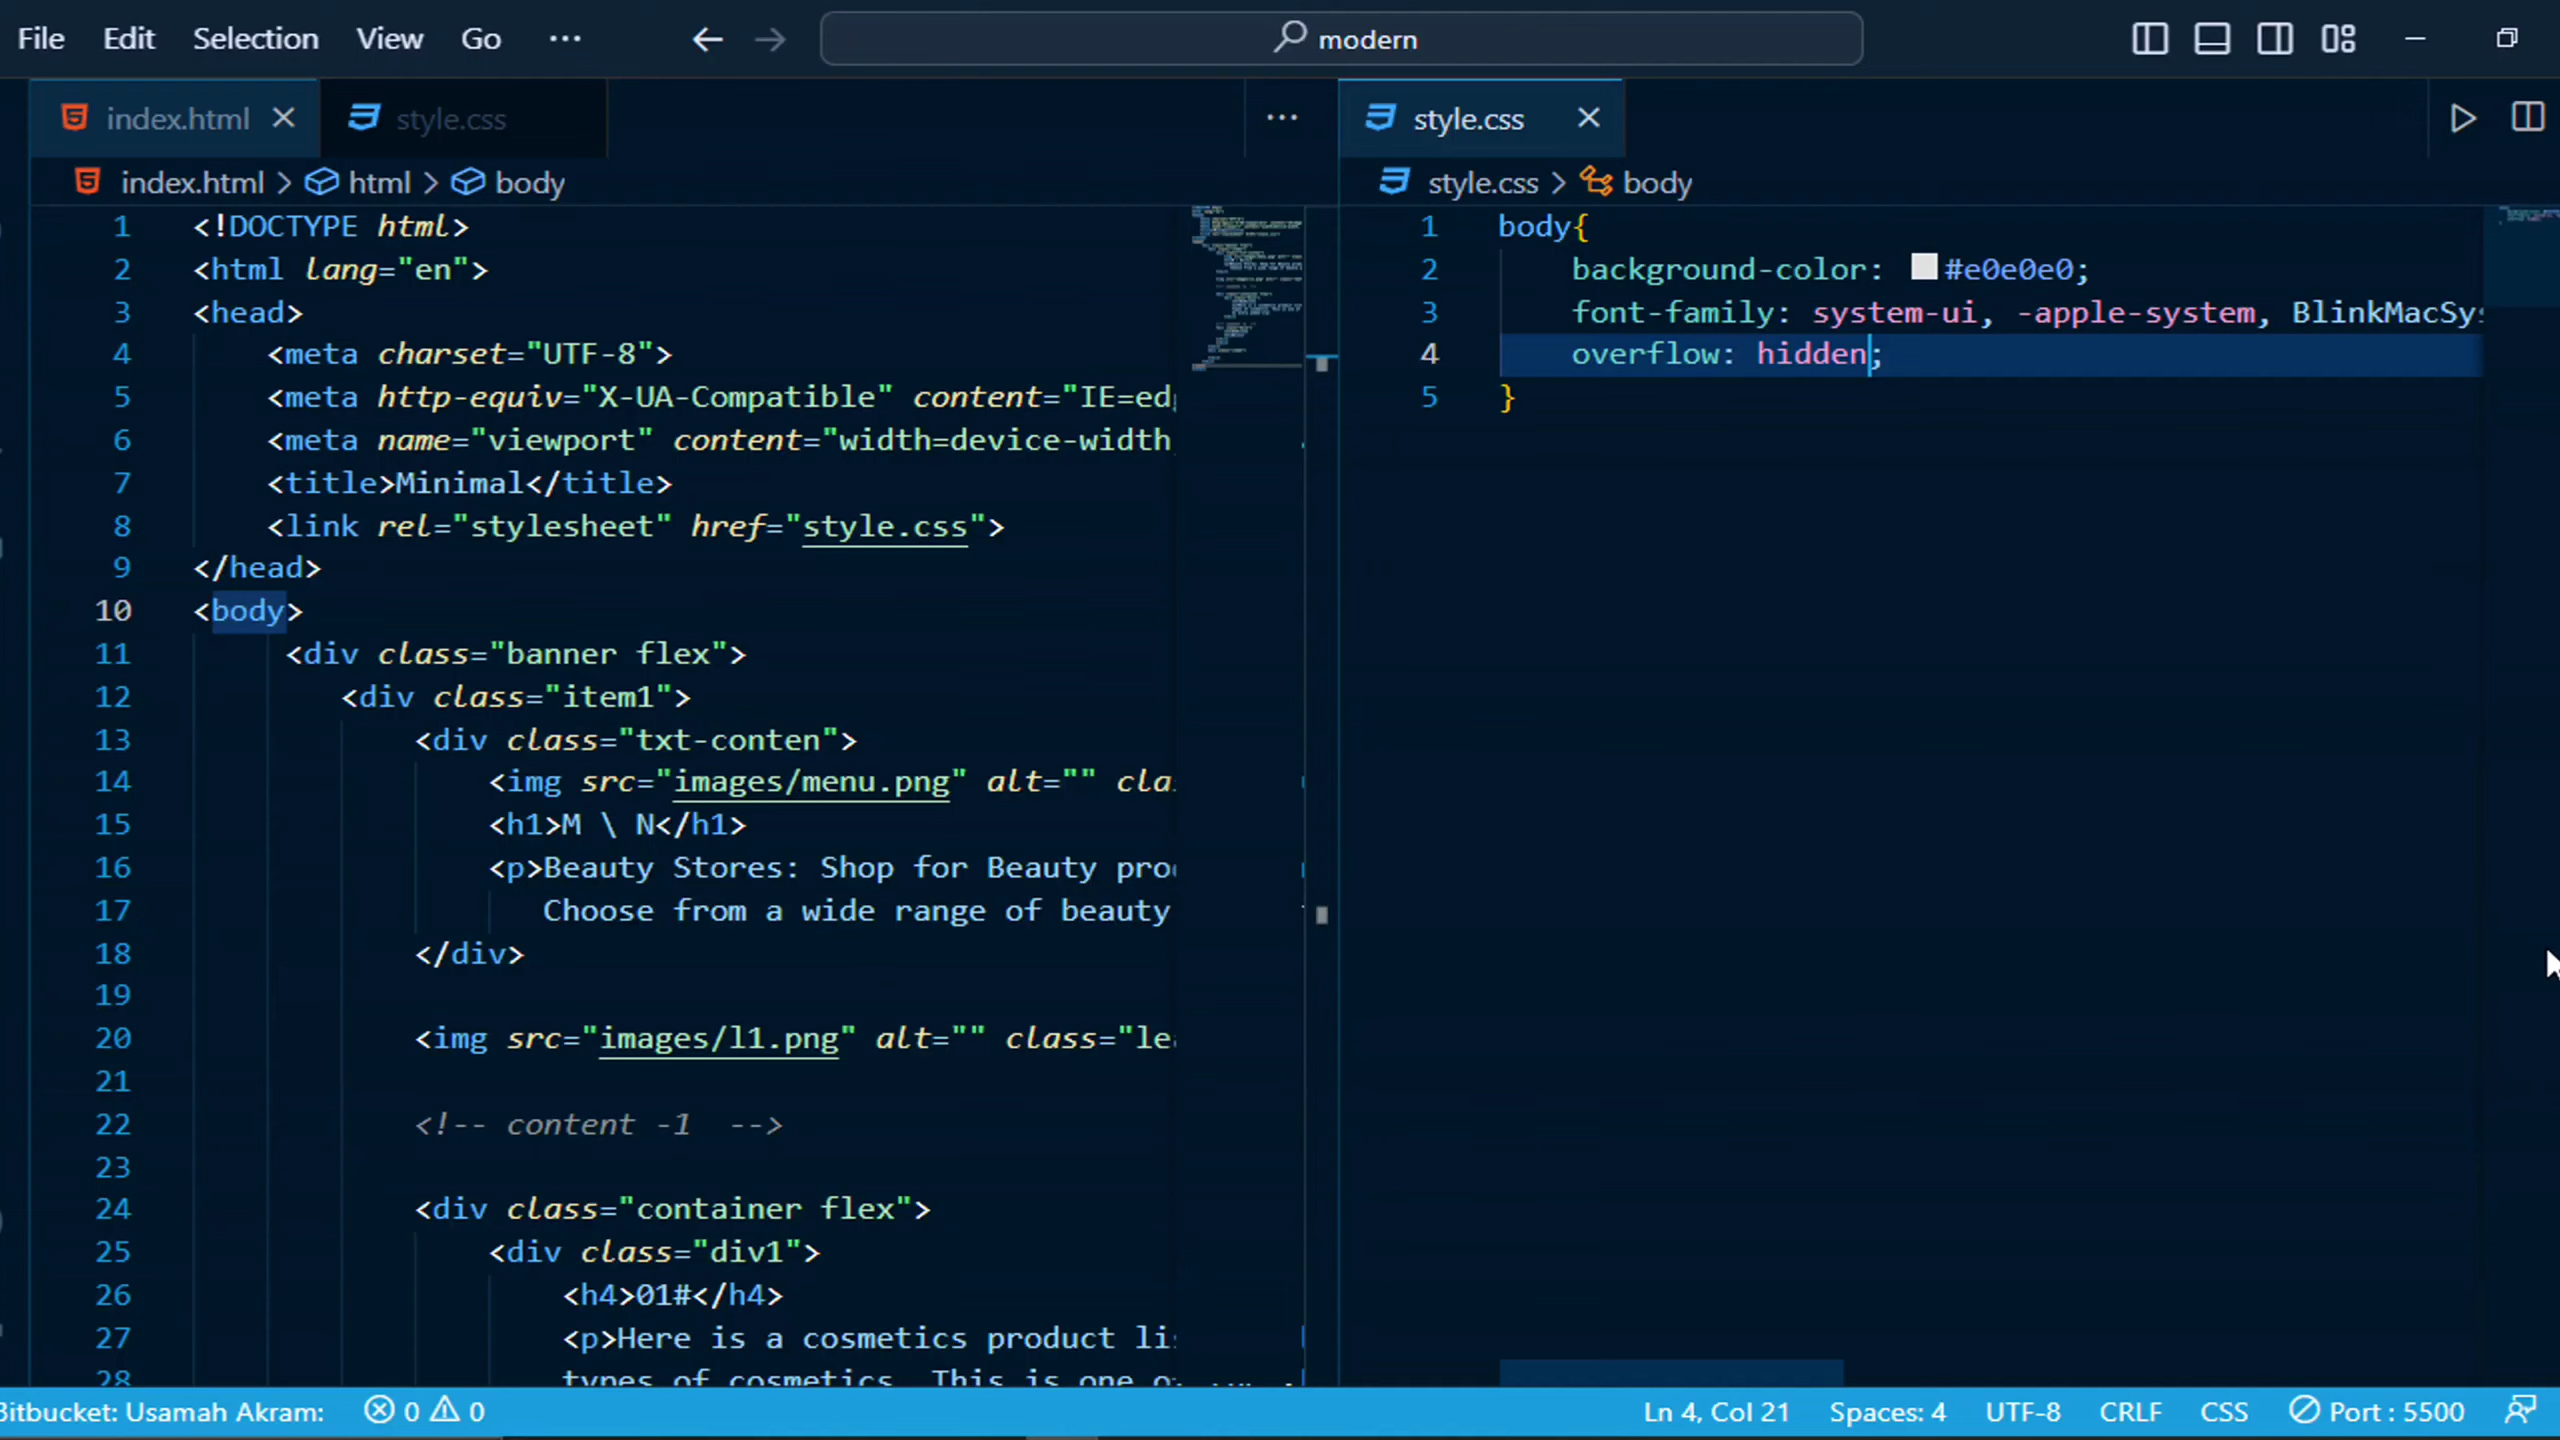 File Edit Selection View Go ··· modern
index.html style.css ···
index.html > html > body
1 <!DOCTYPE html>
2 <html lang="en">
3 <head>
4 <meta charset="UTF-8">
5 <meta http-equiv="X-UA-Compatible" content="IE=ed
6 <meta name="viewport" content="width=device-width
7 <title>Minimal</title>
8 <link rel="stylesheet" href="style.css">
9 </head>
10 <body>
11 <div class="banner flex">
12 <div class="item1">
13 <div class="txt-conten">
14 <img src="images/menu.png" alt="" cla
15 <h1>M \ N</h1>
16 <p>Beauty Stores: Shop for Beauty pro
17 Choose from a wide range of beauty
18 </div>
19
20 <img src="images/l1.png" alt="" class="le
21
22 <!-- content -1 -->
23
24 <div class="container flex">
25 <div class="div1">
26 <h4>01#</h4>
27 <p>Here is a cosmetics product li
28 types of cosmetics. This is one o
style.css
style.css > body
1 body{
2 background-color: #e0e0e0;
3 font-family: system-ui, -apple-system, BlinkMacSy
4 overflow: hidden;
5 }
Bitbucket: Usamah Akram: 0 0 Ln 4, Col 21 Spaces: 4 UTF-8 CRLF CSS Port : 5500